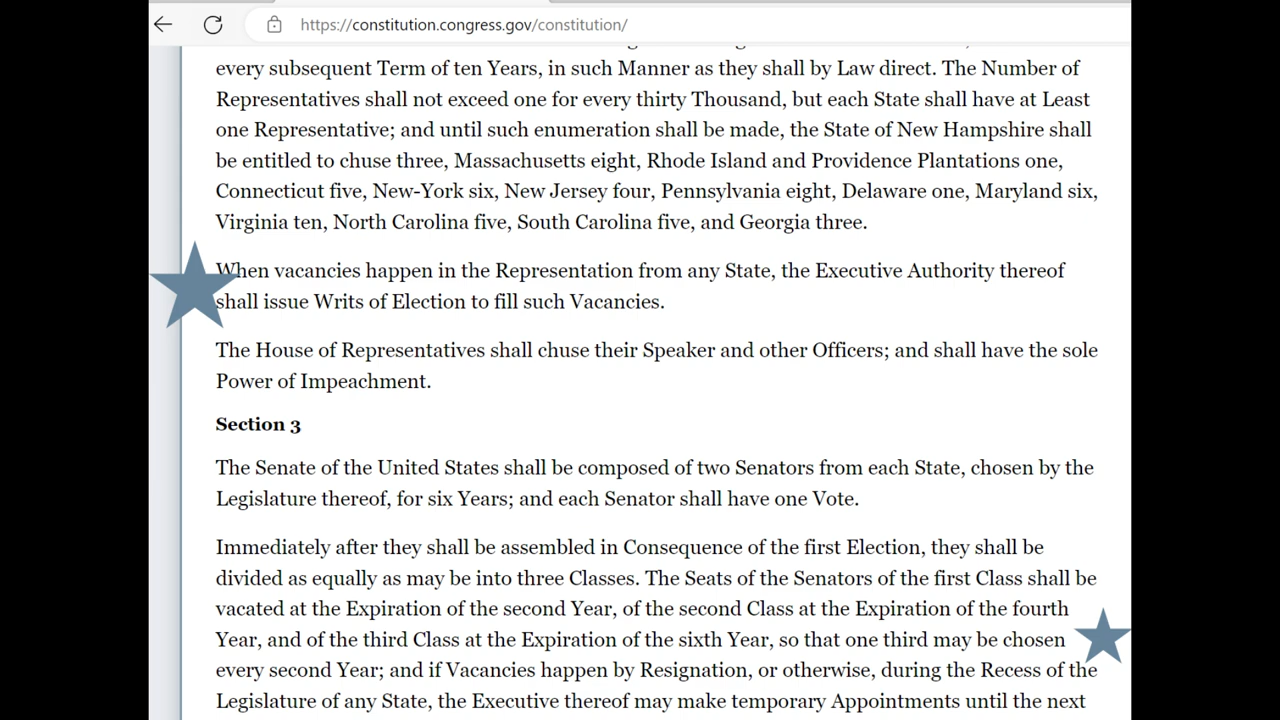 https://constitution.congress.gov/constitution/
every subsequent Term of ten Years, in such Manner as they shall by Law direct. The Number of
Representatives shall not exceed one for every thirty Thousand, but each State shall have at Least
one Representative; and until such enumeration shall be made, the State of New Hampshire shall
be entitled to chuse three, Massachusetts eight, Rhode Island and Providence Plantations one,
Connecticut five, New-York six, New Jersey four, Pennsylvania eight, Delaware one, Maryland six,
Virginia ten, North Carolina five, South Carolina five, and Georgia three.
When vacancies happen in the Representation from any State, the Executive Authority thereof
shall issue Writs of Election to fill such Vacancies.
The House of Representatives shall chuse their Speaker and other Officers; and shall have the sole
Power of Impeachment.
Section 3
The Senate of the United States shall be composed of two Senators from each State, chosen by the
Legislature thereof, for six Years; and each Senator shall have one Vote.
Immediately after they shall be assembled in Consequence of the first Election, they shall be
divided as equally as may be into three Classes. The Seats of the Senators of the first Class shall be
vacated at the Expiration of the second Year, of the second Class at the Expiration of the fourth
Year, and of the third Class at the Expiration of the sixth Year, so that one third may be chosen
every second Year; and if Vacancies happen by Resignation, or otherwise, during the Recess of the
Legislature of any State, the Executive thereof may make temporary Appointments until the next